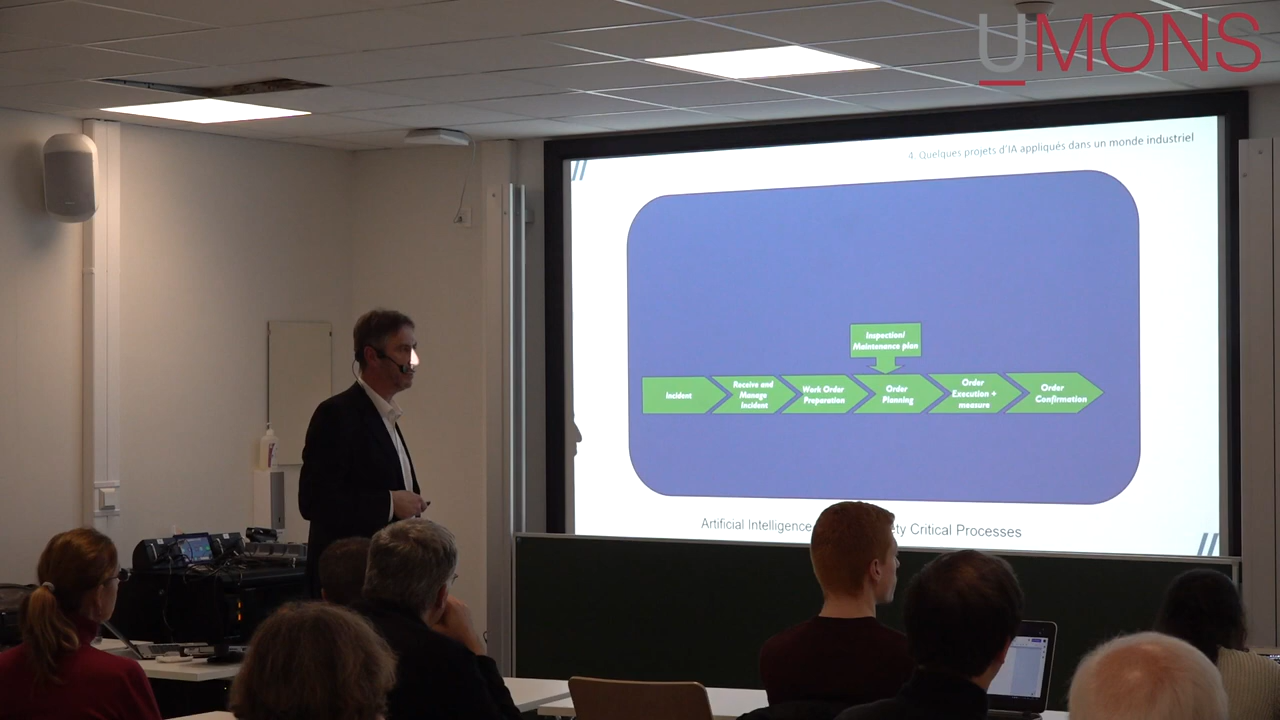 UMONS
4 Quelques projets d'IA appliqués dans un monde industriel
Inspection/
Maintenance plan
Incident
Receive and
Manage
Incident
Work Order
Preparation
Order
Planning
Order
Execution +
measure
Order
Confirmation
Artificial Intelligence
ty Critical Processes